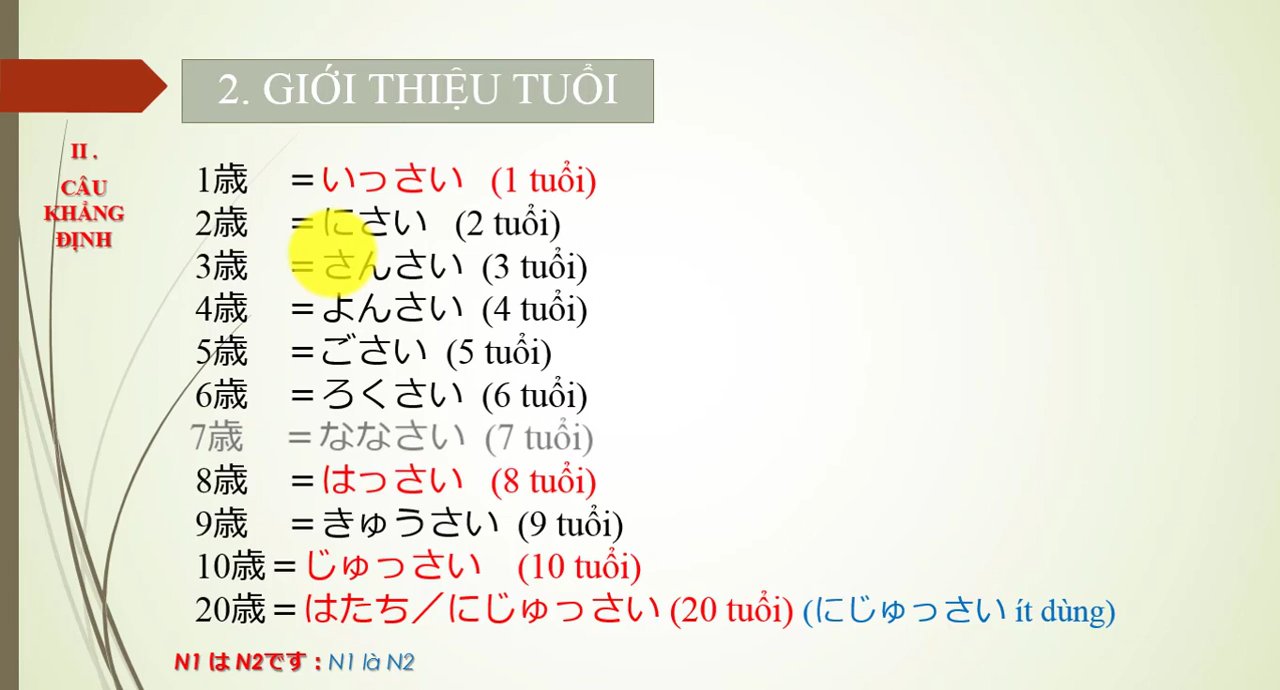 2. GIỚI THIỆU TUỔI
II .
CÂU
KHẲNG
ĐỊNH
1歳 =いっさい (1 tuổi)
2歳 =にさい (2 tuổi)
3歳 =さんさい (3 tuổi)
4歳 =よんさい (4 tuổi)
5歳 =ごさい (5 tuổi)
6歳 =ろくさい (6 tuổi)
7歳 =ななさい (7 tuổi)
8歳 =はっさい (8 tuổi)
9歳 =きゅうさい (9 tuổi)
10歳=じゅっさい (10 tuổi)
20歳=はたち／にじゅっさい (20 tuổi) (にじゅっさい ít dùng)
N1 は N2です：N1 là N2